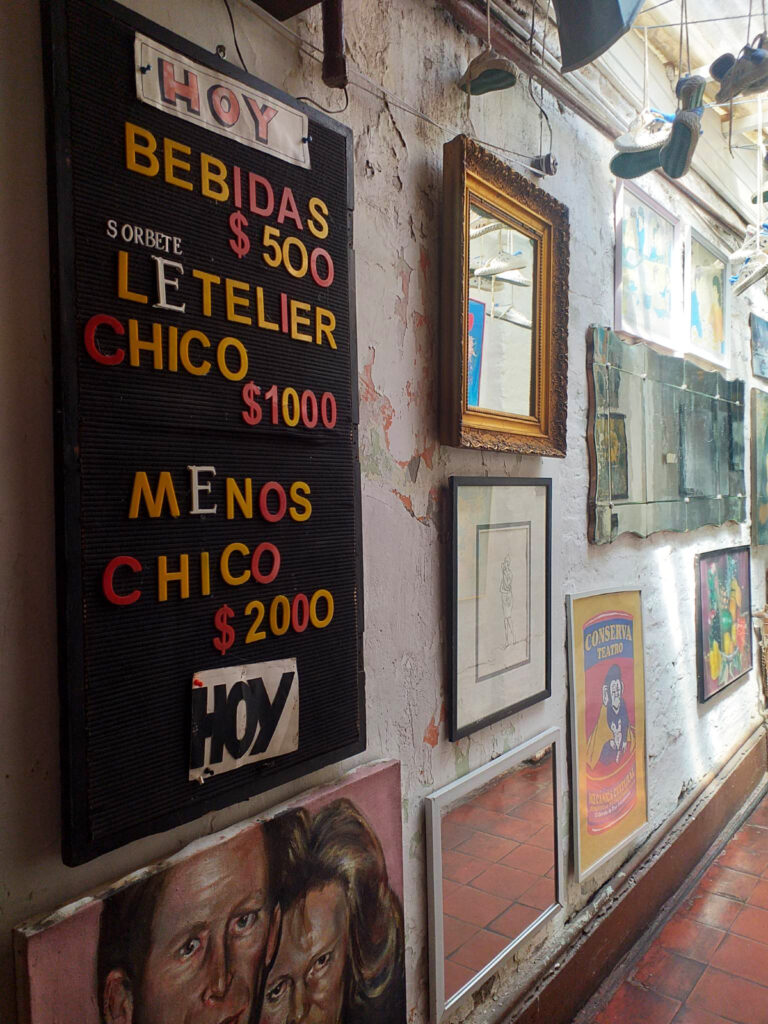 HOY
BEBIDAS
$500
SORBETE
LETELIER
CHICO
$1000
MENOS
CHICO
$2000
HOY
CONSERVA
TEATRO